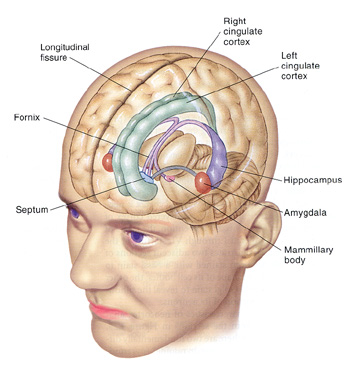 Right
cingulate
cortex
Longitudinal
fissure
Left
cingulate
cortex
Fornix
Hippocampus
Septum
Amygdala
Mammillary
body